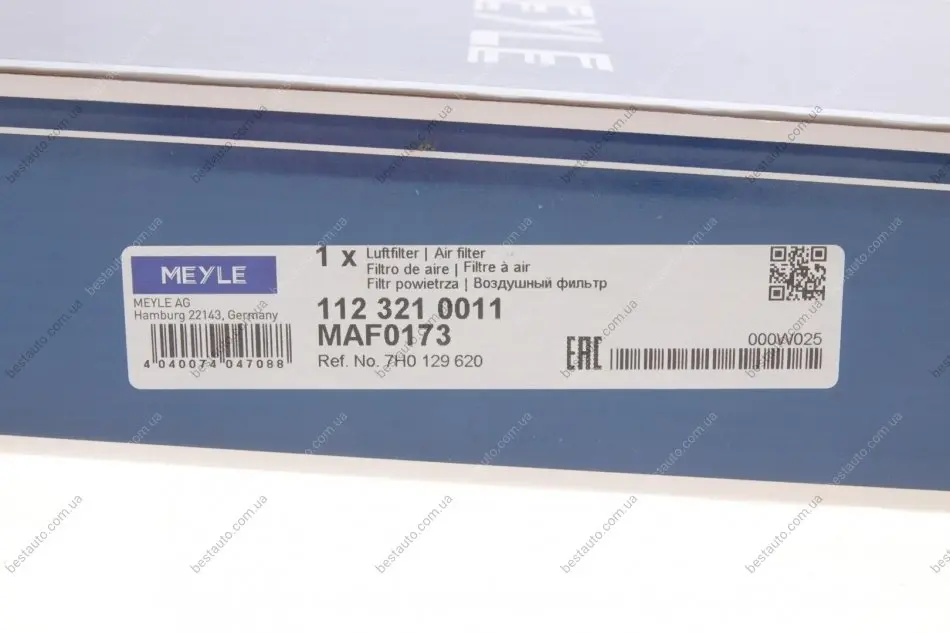 MEYLE
MEYLE
MEYLE AG
Hamburg 22143, Germany
4 040074 047088
1 x Luftfilter | Air filter
Filtro de aire | Filtre à air
Filtr powietrza | Воздушный фильтр
112 321 0011
MAF0173
Ref. No. 7H0 129 620
EAC
000W025
bestauto.com.ua